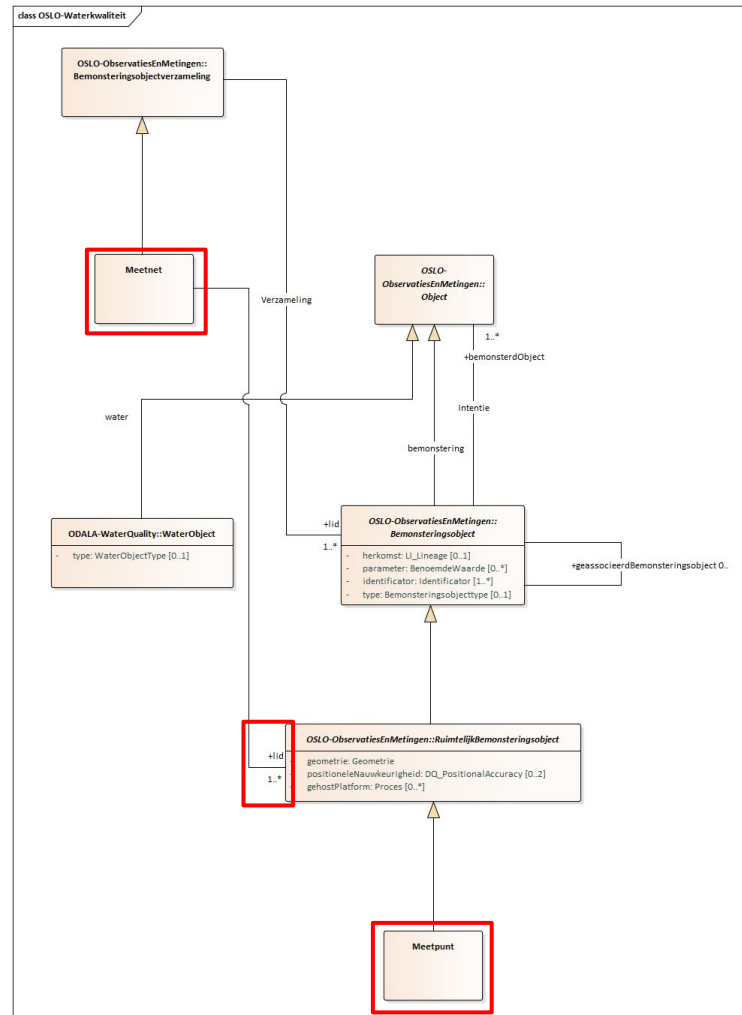 class OSLO-Waterkwaliteit
OSLO-ObservatiesEnMetingen::
Bemonsteringsobjectverzameling
Meetnet
OSLO-
ObservatiesEnMetingen::
Object
Verzameling
1..*
+bemonsterdObject
Intentie
water
bemonstering
ODALA-WaterQuality::WaterObject
- type: WaterObjectType [0..1]
+lid
1..*
OSLO-ObservatiesEnMetingen::
Bemonsteringsobject
- herkomst: LI_Lineage [0..1]
- parameter: BenoemdeWaarde [0..*]
- identificator: Identificator [1..*]
- type: Bemonsteringsobjecttype [0..1]
+geassocieerdBemonsteringsobject 0..
OSLO-ObservatiesEnMetingen::RuimtelijkBemonsteringsobject
+lid
1..*
geometrie: Geometrie
positioneleNauwkeurigheid: DQ_PositionalAccuracy [0..2]
gehostPlatform: Proces [0..*]
Meetpunt